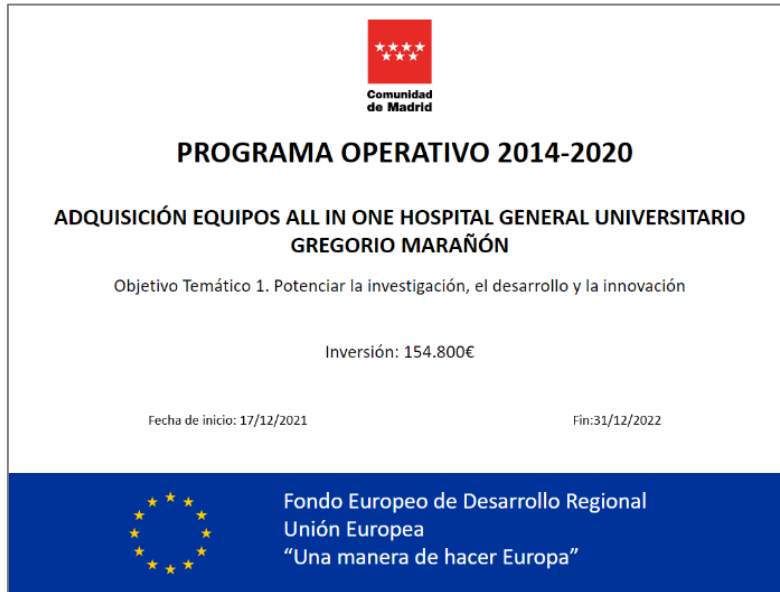 Comunidad
de Madrid
PROGRAMA OPERATIVO 2014-2020
ADQUISICIÓN EQUIPOS ALL IN ONE HOSPITAL GENERAL UNIVERSITARIO
GREGORIO MARAÑÓN
Objetivo Temático 1. Potenciar la investigación, el desarrollo y la innovación
Inversión: 154.800€
Fecha de inicio: 17/12/2021
Fin:31/12/2022
Fondo Europeo de Desarrollo Regional
Unión Europea
“Una manera de hacer Europa”